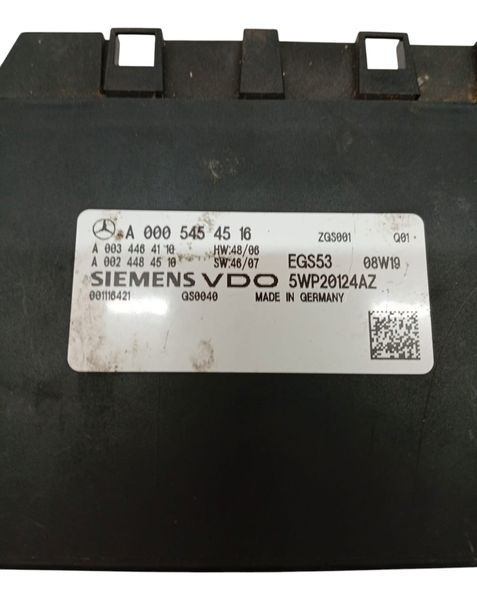 A 000 545 45 16 ZGS001 Q01
A 003 446 41 10 HW:48/06
A 002 448 45 10 SW:46/07 EGS53 08W19
SIEMENS VDO 5WP20124AZ
001116421 GS0040 MADE IN GERMANY